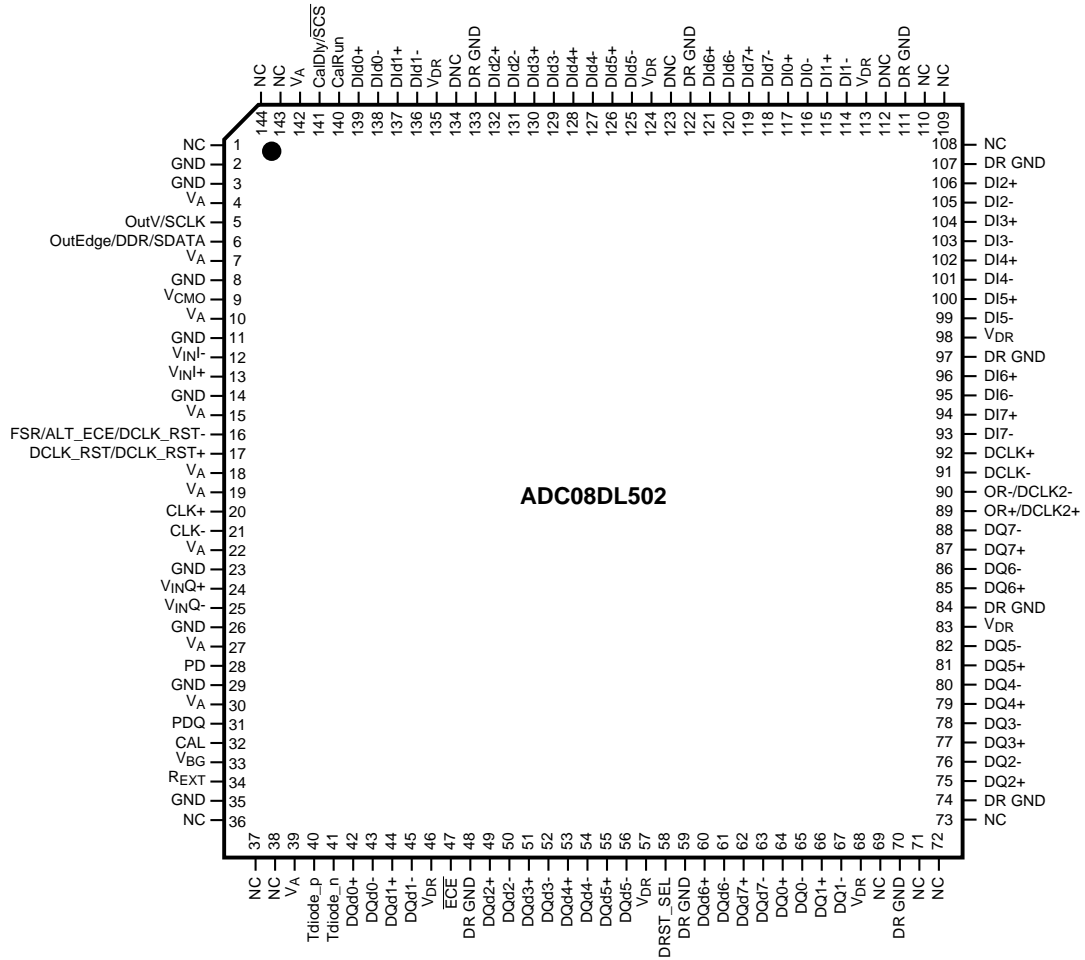 NC
NC
VA
CalDly/SCS
CalRun
DId0+
DId0-
DId1+
DId1-
VDR
DNC
DR GND
DId2+
DId2-
DId3+
DId3-
DId4+
DId4-
DId5+
DId5-
VDR
DNC
DR GND
DId6+
DId6-
DId7+
DId7-
DI0+
DI0-
DI1+
DI1-
VDR
DNC
DR GND
NC
NC
144
143
142
141
140
139
138
137
136
135
134
133
132
131
130
129
128
127
126
125
124
123
122
121
120
119
118
117
116
115
114
113
112
111
110
109
NC 1
GND 2
GND 3
VA 4
OutV/SCLK 5
OutEdge/DDR/SDATA 6
VA 7
GND 8
VCMO 9
VA 10
GND 11
VINI- 12
VINI+ 13
GND 14
VA 15
FSR/ALT_ECE/DCLK_RST- 16
DCLK_RST/DCLK_RST+ 17
VA 18
VA 19
CLK+ 20
CLK- 21
VA 22
GND 23
VINQ+ 24
VINQ- 25
GND 26
VA 27
PD 28
GND 29
VA 30
PDQ 31
CAL 32
VBG 33
REXT 34
GND 35
NC 36
ADC08DL502
108 NC
107 DR GND
106 DI2+
105 DI2-
104 DI3+
103 DI3-
102 DI4+
101 DI4-
100 DI5+
99 DI5-
98 VDR
97 DR GND
96 DI6+
95 DI6-
94 DI7+
93 DI7-
92 DCLK+
91 DCLK-
90 OR-/DCLK2-
89 OR+/DCLK2+
88 DQ7-
87 DQ7+
86 DQ6-
85 DQ6+
84 DR GND
83 VDR
82 DQ5-
81 DQ5+
80 DQ4-
79 DQ4+
78 DQ3-
77 DQ3+
76 DQ2-
75 DQ2+
74 DR GND
73 NC
37
38
39
40
41
42
43
44
45
46
47
48
49
50
51
52
53
54
55
56
57
58
59
60
61
62
63
64
65
66
67
68
69
70
71
72
NC
NC
VA
Tdiode_p
Tdiode_n
DQd0+
DQd0-
DQd1+
DQd1-
VDR
ECE
DR GND
DQd2+
DQd2-
DQd3+
DQd3-
DQd4+
DQd4-
DQd5+
DQd5-
VDR
DRST_SEL
DR GND
DQd6+
DQd6-
DQd7+
DQd7-
DQ0+
DQ0-
DQ1+
DQ1-
VDR
NC
DR GND
NC
NC